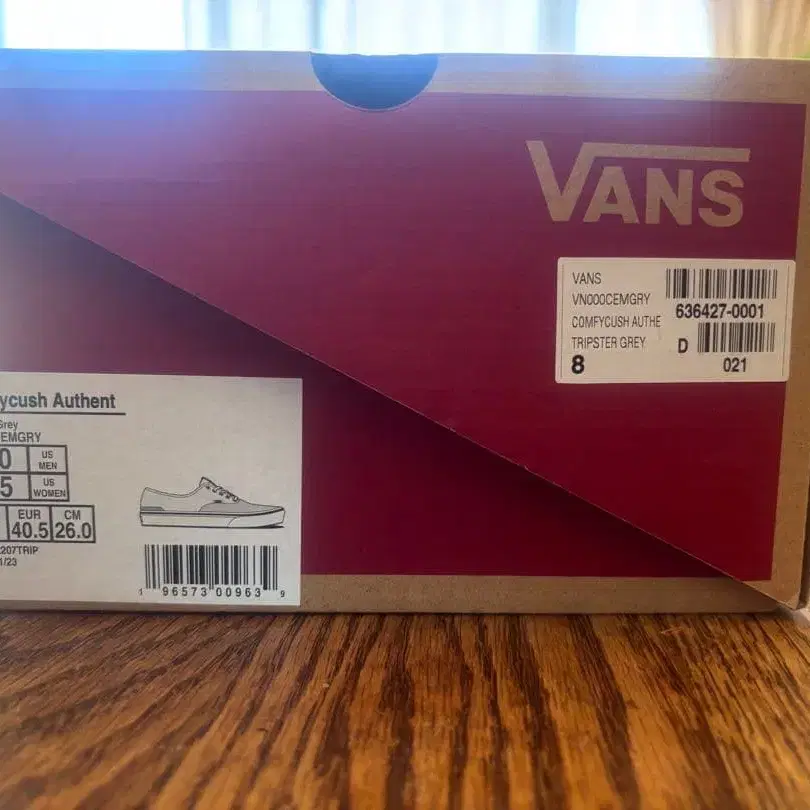 VANS
VANS
VN000CEMGRY
636427-0001
COMFYCUSH AUTHE
TRIPSTER GREY
D
8
021
ycush Authent
Grey
EMGRY
0 US MEN
5 US WOMEN
EUR CM
40.5 26.0
207TRIP
1/23
1 96573 00963 9